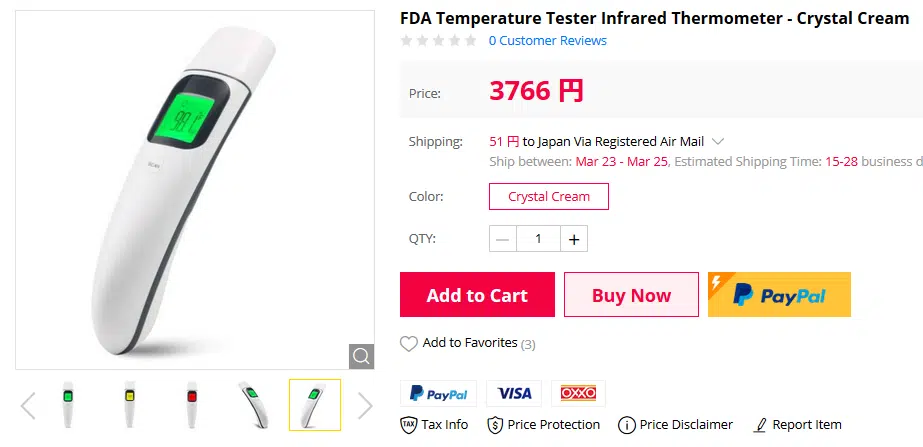 FDA Temperature Tester Infrared Thermometer - Crystal Cream
0 Customer Reviews
Price: 3766 円
Shipping: 51 円 to Japan Via Registered Air Mail
Ship between: Mar 23 - Mar 25, Estimated Shipping Time: 15-28 business d
Color: Crystal Cream
QTY: 1
Add to Cart Buy Now PayPal
Add to Favorites (3)
PayPal VISA OXXO
TAX Tax Info Price Protection Price Disclaimer Report Item